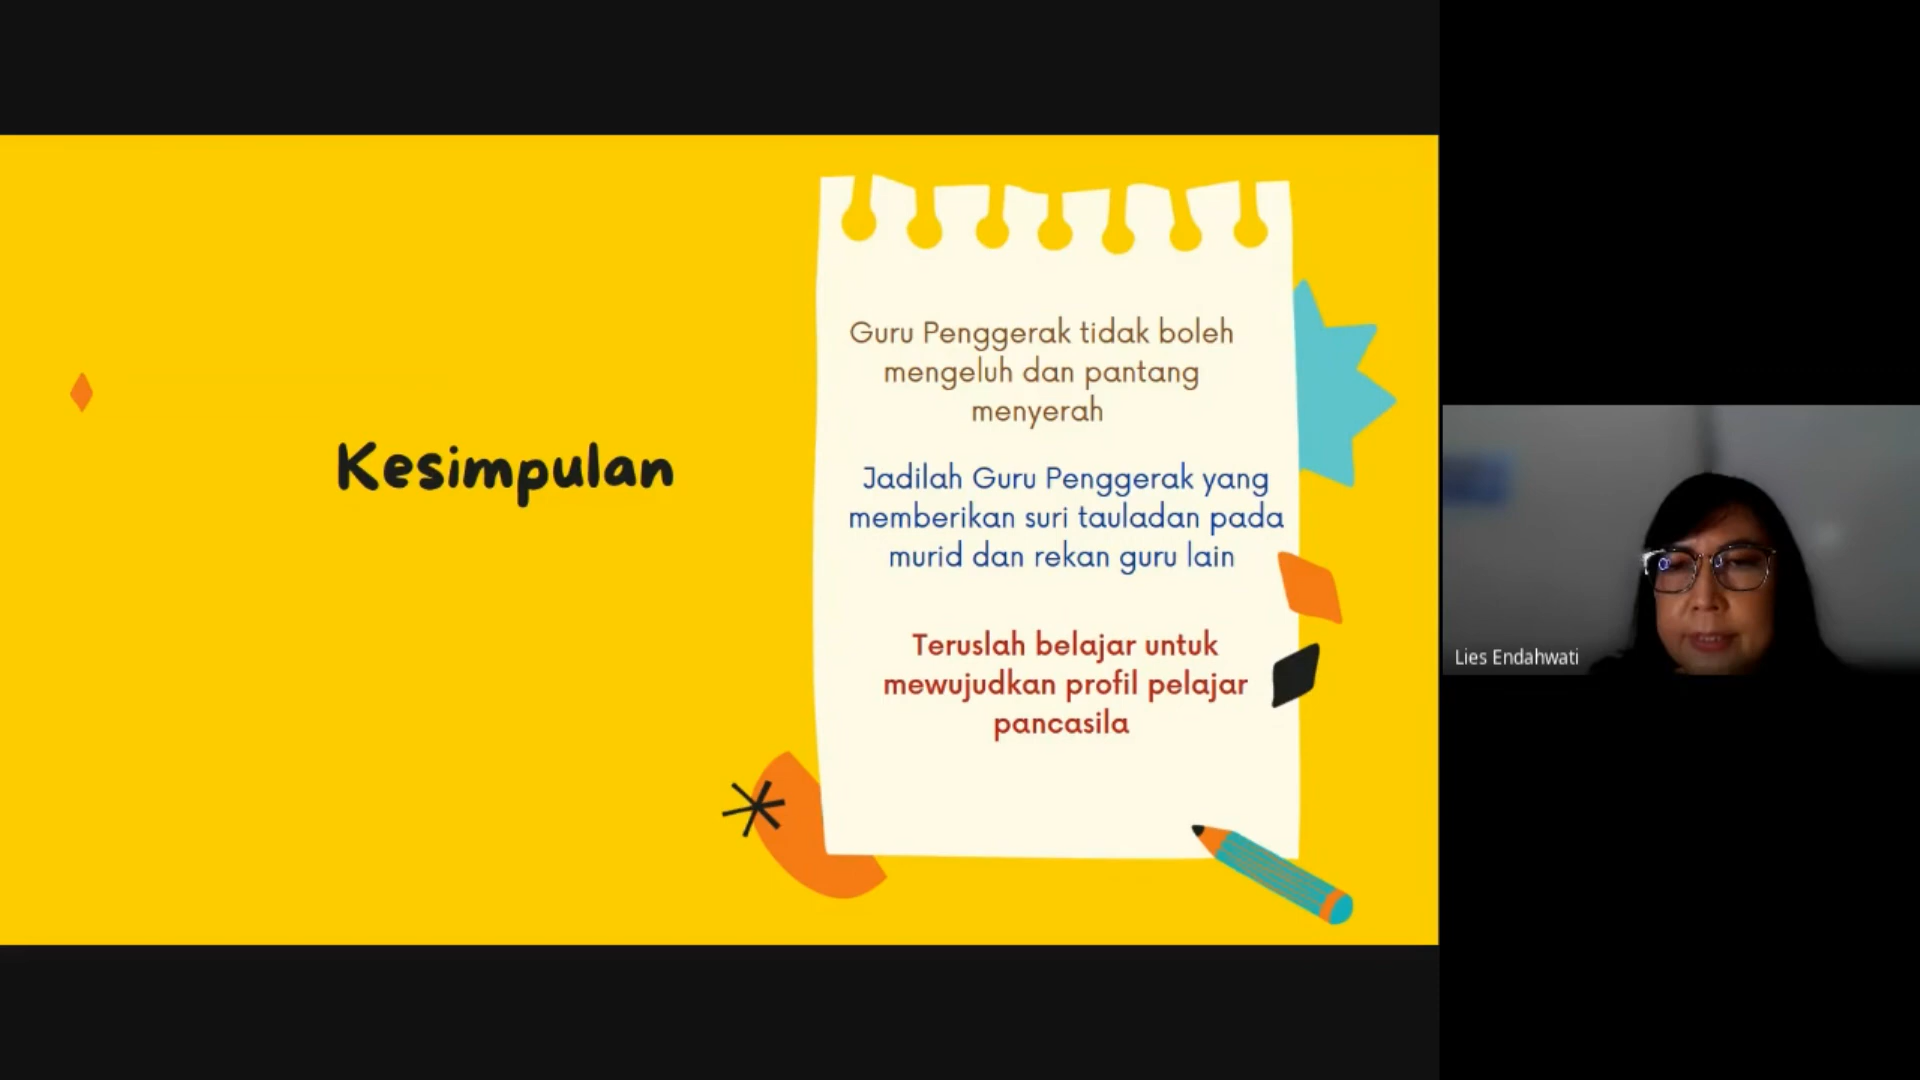 Kesimpulan
Guru Penggerak tidak boleh
mengeluh dan pantang
menyerah
Jadilah Guru Penggerak yang
memberikan suri tauladan pada
murid dan rekan guru lain
Teruslah belajar untuk
mewujudkan profil pelajar
pancasila
Lies Endahwati